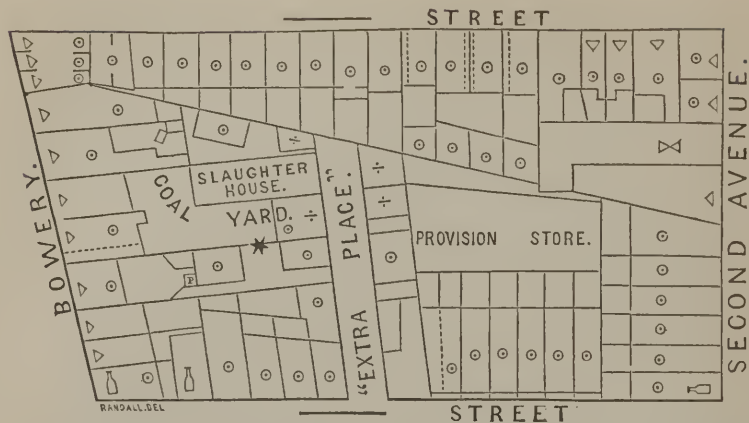 STREET
BOWERY.
SLAUGHTER
HOUSE.
COAL
YARD.
"EXTRA PLACE."
PROVISION STORE.
SECOND AVENUE.
P
RANDALL.DEL
STREET